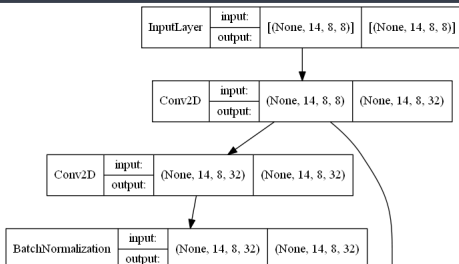 InputLayer input: output: [(None, 14, 8, 8)] [(None, 14, 8, 8)]
Conv2D input: output: (None, 14, 8, 8) (None, 14, 8, 32)
Conv2D input: output: (None, 14, 8, 32) (None, 14, 8, 32)
BatchNormalization input: output: (None, 14, 8, 32) (None, 14, 8, 32)